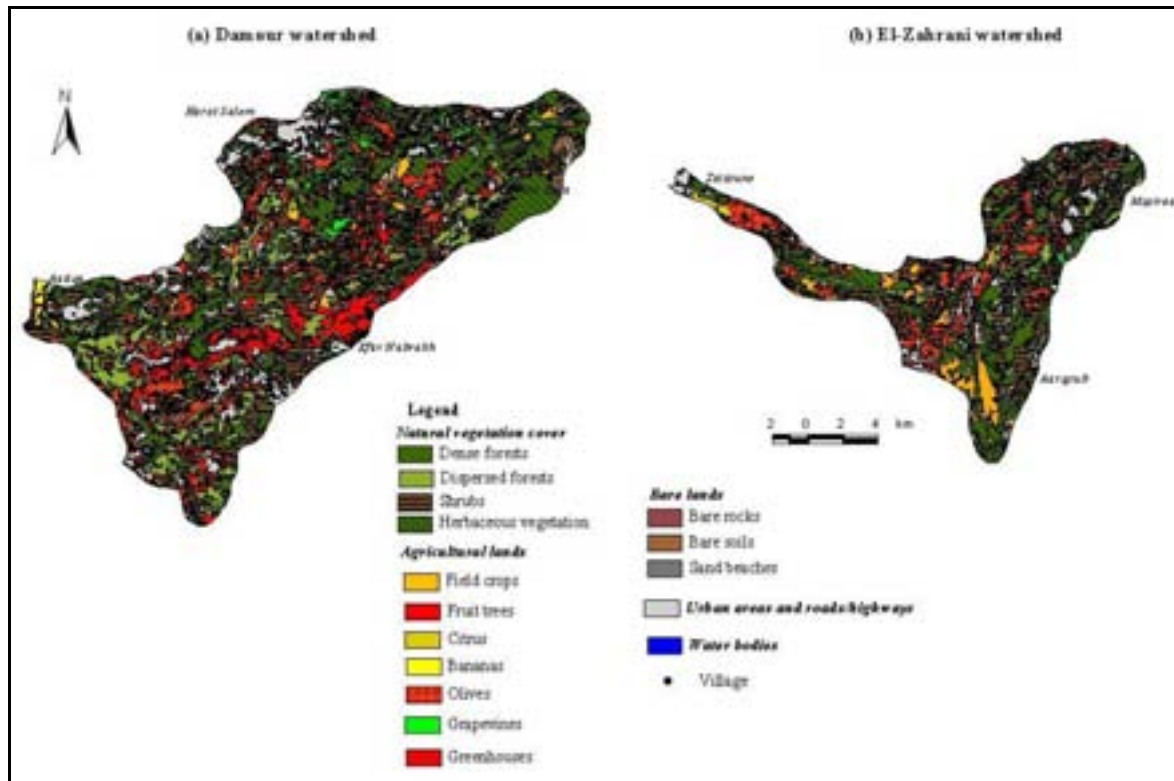 (a) Damour watershed
(b) El-Zahrani watershed
N
Aangoub
2 0 2 4 km
Legend
Natural vegetation cover
Dense forests
Dispersed forests
Shrubs
Herbaceous vegetation
Agricultural lands
Field crops
Fruit trees
Citrus
Bananas
Olives
Grapevines
Greenhouses
Bare lands
Bare rocks
Bare soils
Sand beaches
Urban areas and roads/highways
Water bodies
Village